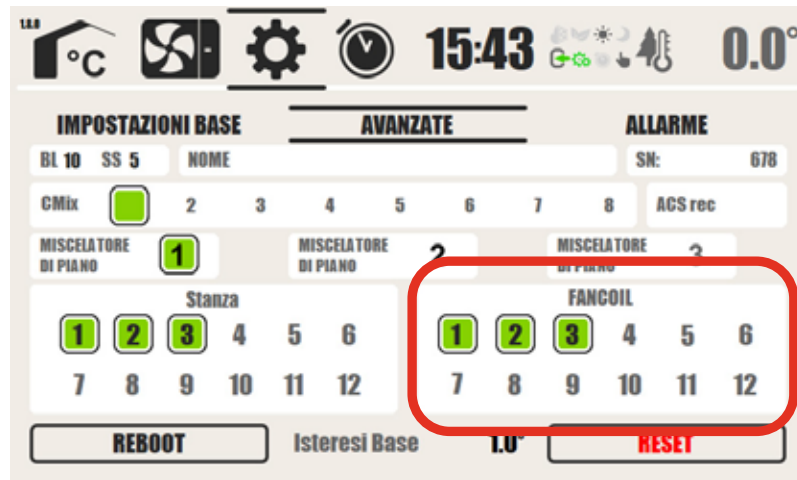 1.8.0
°C 15:43 0.0°
IMPOSTAZIONI BASE AVANZATE ALLARME
BL 10 SS 5 NOME SN: 678
CMix 2 3 4 5 6 7 8 ACS rec
MISCELATORE DI PIANO 1 MISCELATORE DI PIANO 2 MISCELATORE DI PIANO 3
Stanza FANCOIL
1 2 3 4 5 6 1 2 3 4 5 6
7 8 9 10 11 12 7 8 9 10 11 12
REBOOT Isteresi Base 1.0° RESET